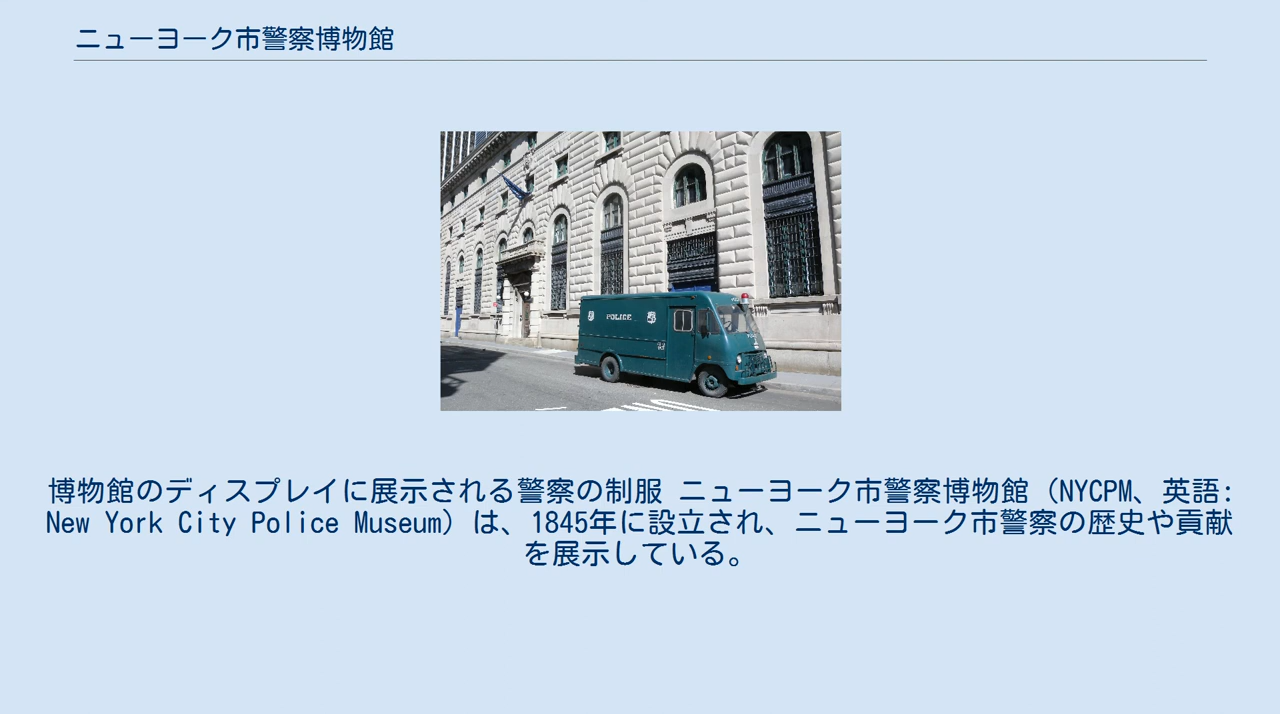 ニューヨーク市警察博物館
POLICE
博物館のディスプレイに展示される警察の制服 ニューヨーク市警察博物館（NYCPM、英語:
New York City Police Museum）は、1845年に設立され、ニューヨーク市警察の歴史や貢献
を展示している。